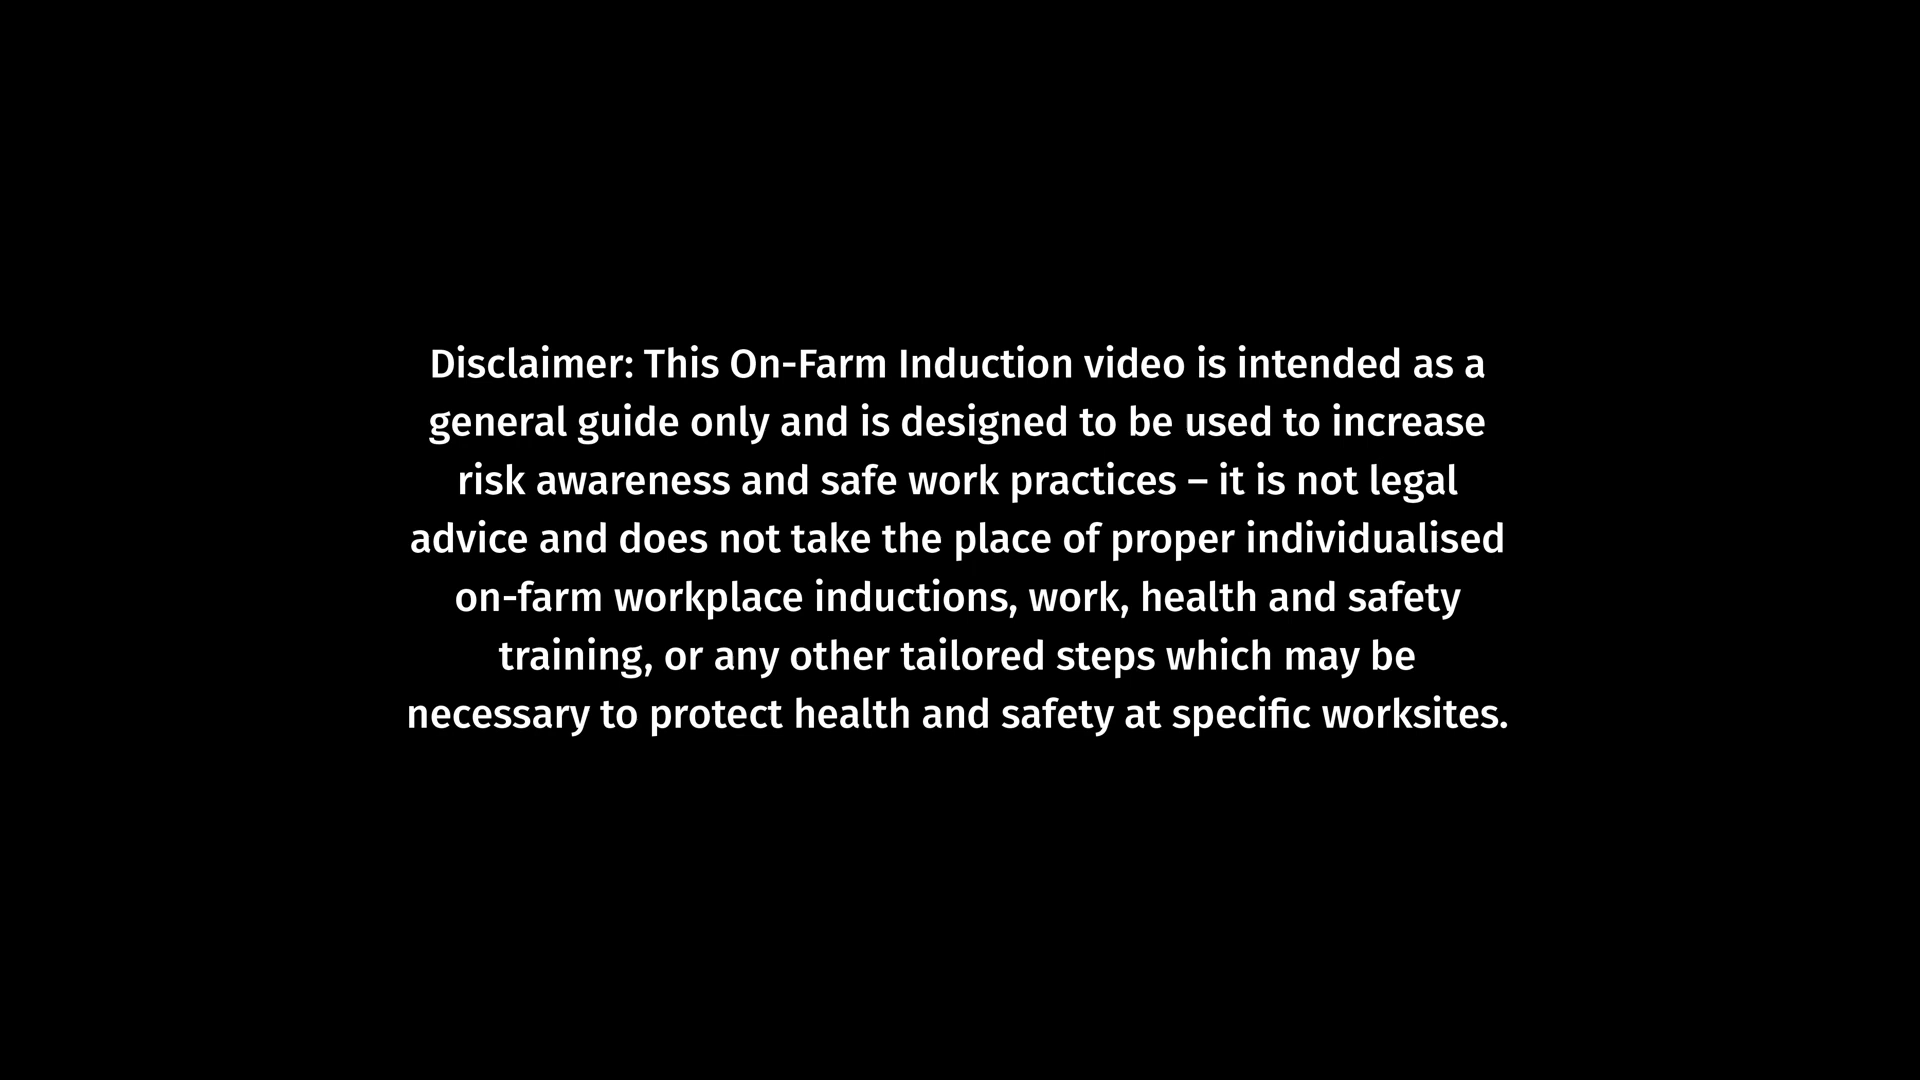 Disclaimer: This On-Farm Induction video is intended as a
general guide only and is designed to be used to increase
risk awareness and safe work practices – it is not legal
advice and does not take the place of proper individualised
on-farm workplace inductions, work, health and safety
training, or any other tailored steps which may be
necessary to protect health and safety at specific worksites.